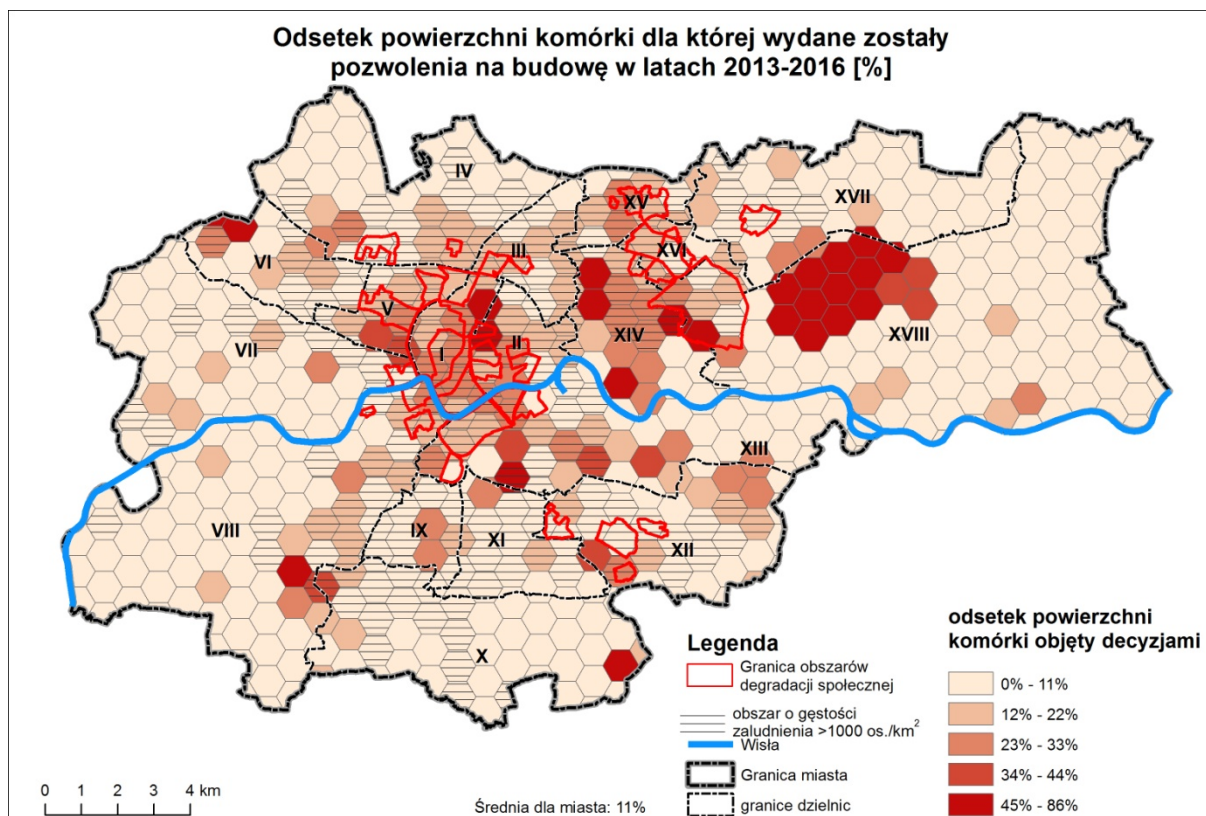 Odsetek powierzchni komórki dla której wydane zostały
pozwolenia na budowę w latach 2013-2016 [%]
IV
XVII
XV
III
XVI
VI
V
VII
I
II
XIV
XVIII
XIII
VIII
IX
XI
XII
X
Legenda
Granica obszarów
degradacji społecznej
obszar o gęstości
zaludnienia >1000 os./km²
Wisła
Granica miasta
granice dzielnic
odsetek powierzchni
komórki objęty decyzjami
0% - 11%
12% - 22%
23% - 33%
34% - 44%
45% - 86%
0 1 2 4 km
Średnia dla miasta: 11%